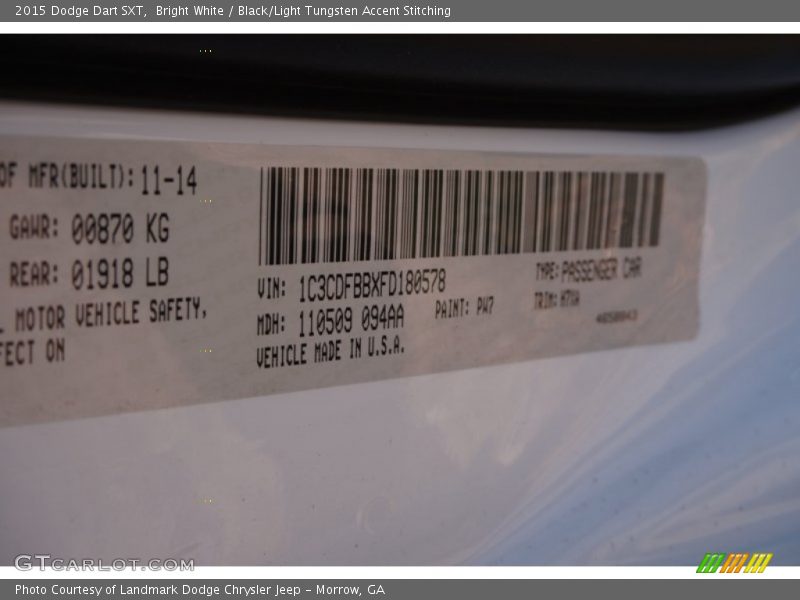 2015 Dodge Dart SXT,  Bright White / Black/Light Tungsten Accent Stitching
OF MFR(BUILT): 11-14
GAWR: 00870 KG
REAR: 01918 LB
MOTOR VEHICLE SAFETY,
FECT ON
VIN: 1C3CDFBBXFD180578
MDH: 110509 094AA
VEHICLE MADE IN U.S.A.
PAINT: PW7
TYPE: PASSENGER CAR
TRIM: H7XA
GTCARLOT.COM
Photo Courtesy of Landmark Dodge Chrysler Jeep - Morrow, GA